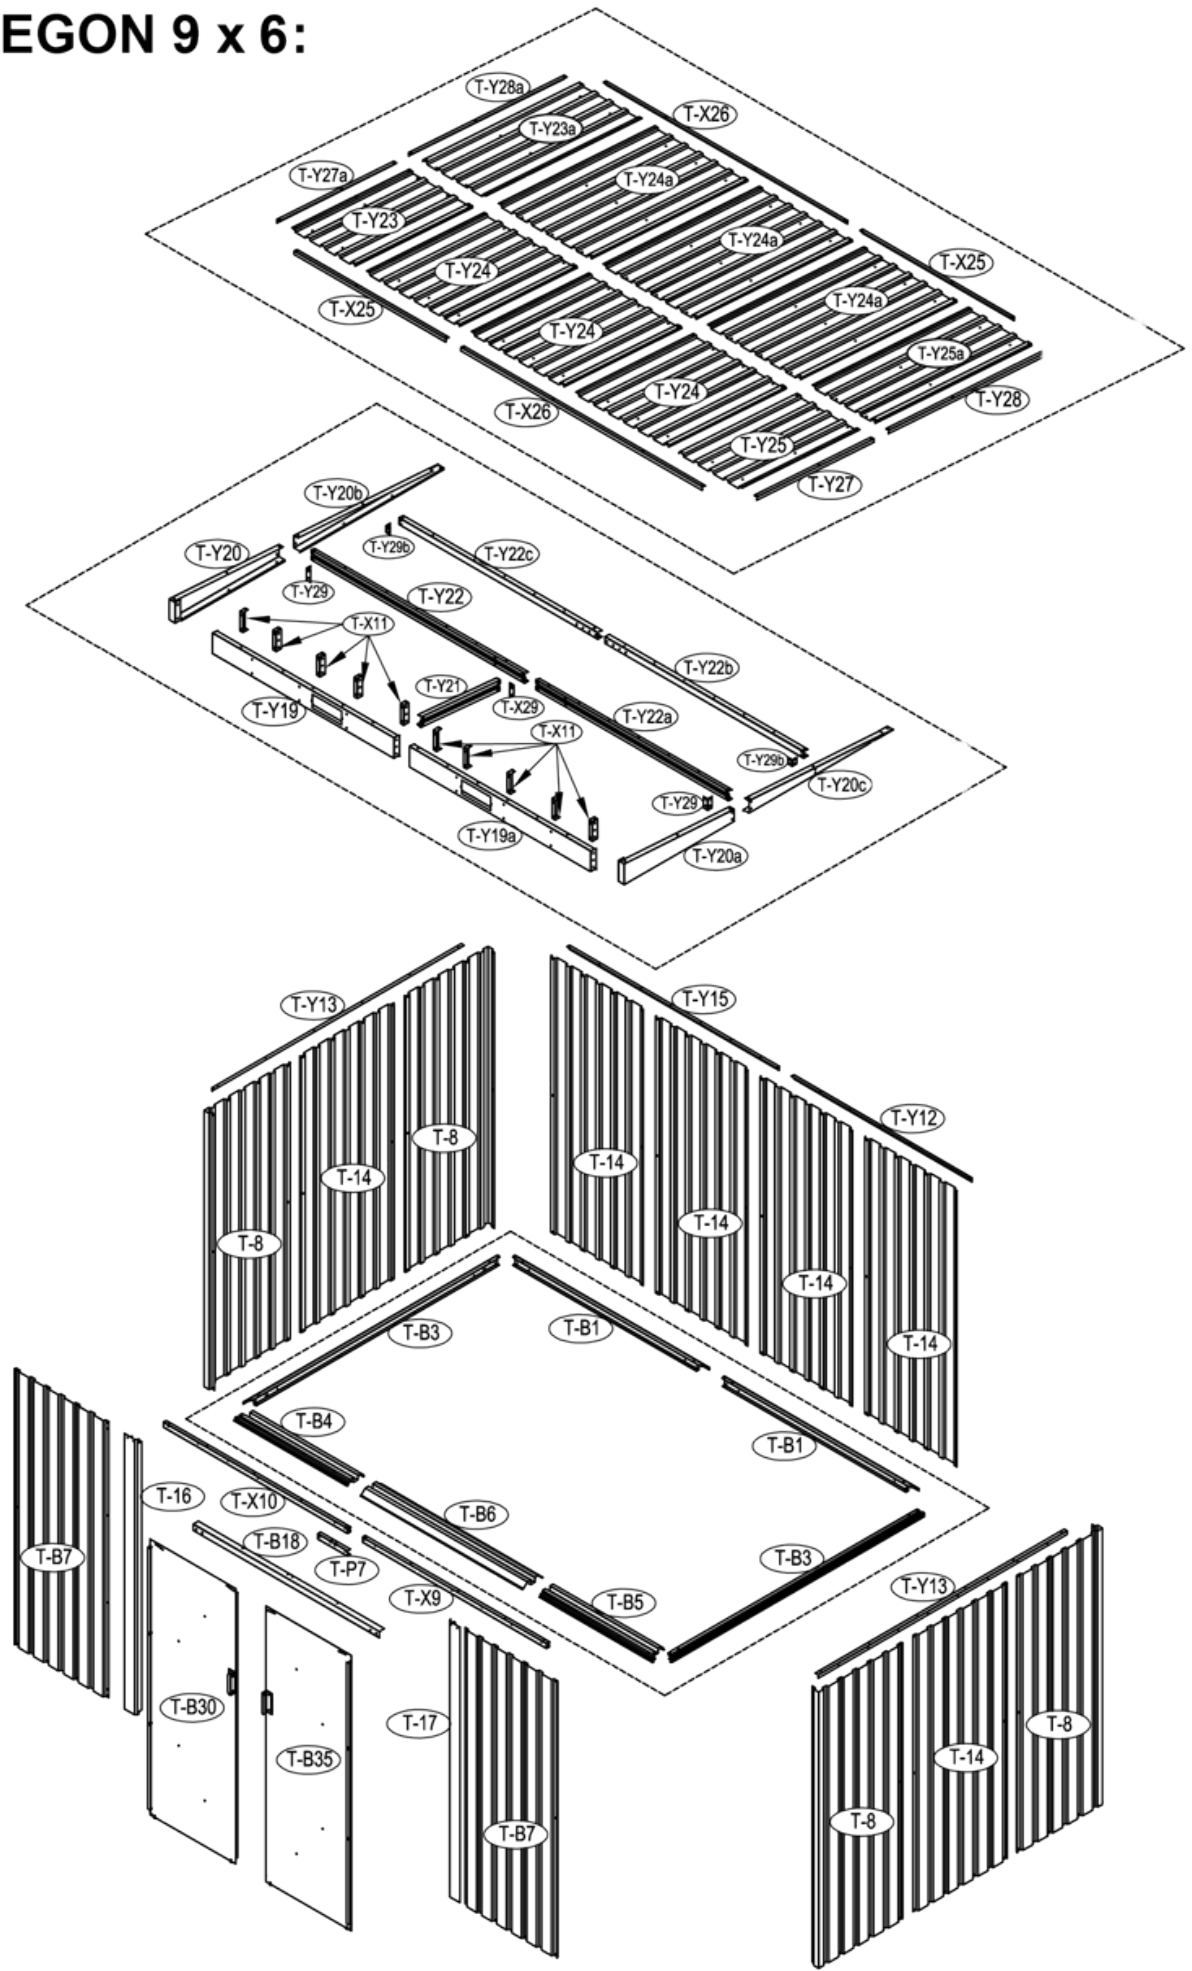 EGON 9 x 6:
T-Y28a
T-X26
T-Y23a
T-Y27a
T-Y24a
T-Y23
T-Y24a
T-X25
T-Y24
T-Y24a
T-X25
T-Y24
T-Y25a
T-Y24
T-Y28
T-X26
T-Y25
T-Y27
T-Y20b
T-Y20
T-Y29b
T-Y22c
T-Y29
T-Y22
T-X11
T-Y22b
T-Y21
T-Y19
T-X29
T-Y22a
T-X11
T-Y29b
T-Y20c
T-Y29
T-Y19a
T-Y20a
T-Y13
T-Y15
T-Y12
T-8
T-14
T-14
T-14
T-8
T-14
T-14
T-B3
T-B1
T-B4
T-B1
T-16
T-X10
T-B6
T-B18
T-B7
T-P7
T-B3
T-X9
T-B5
T-Y13
T-B30
T-17
T-8
T-B35
T-14
T-B7
T-8